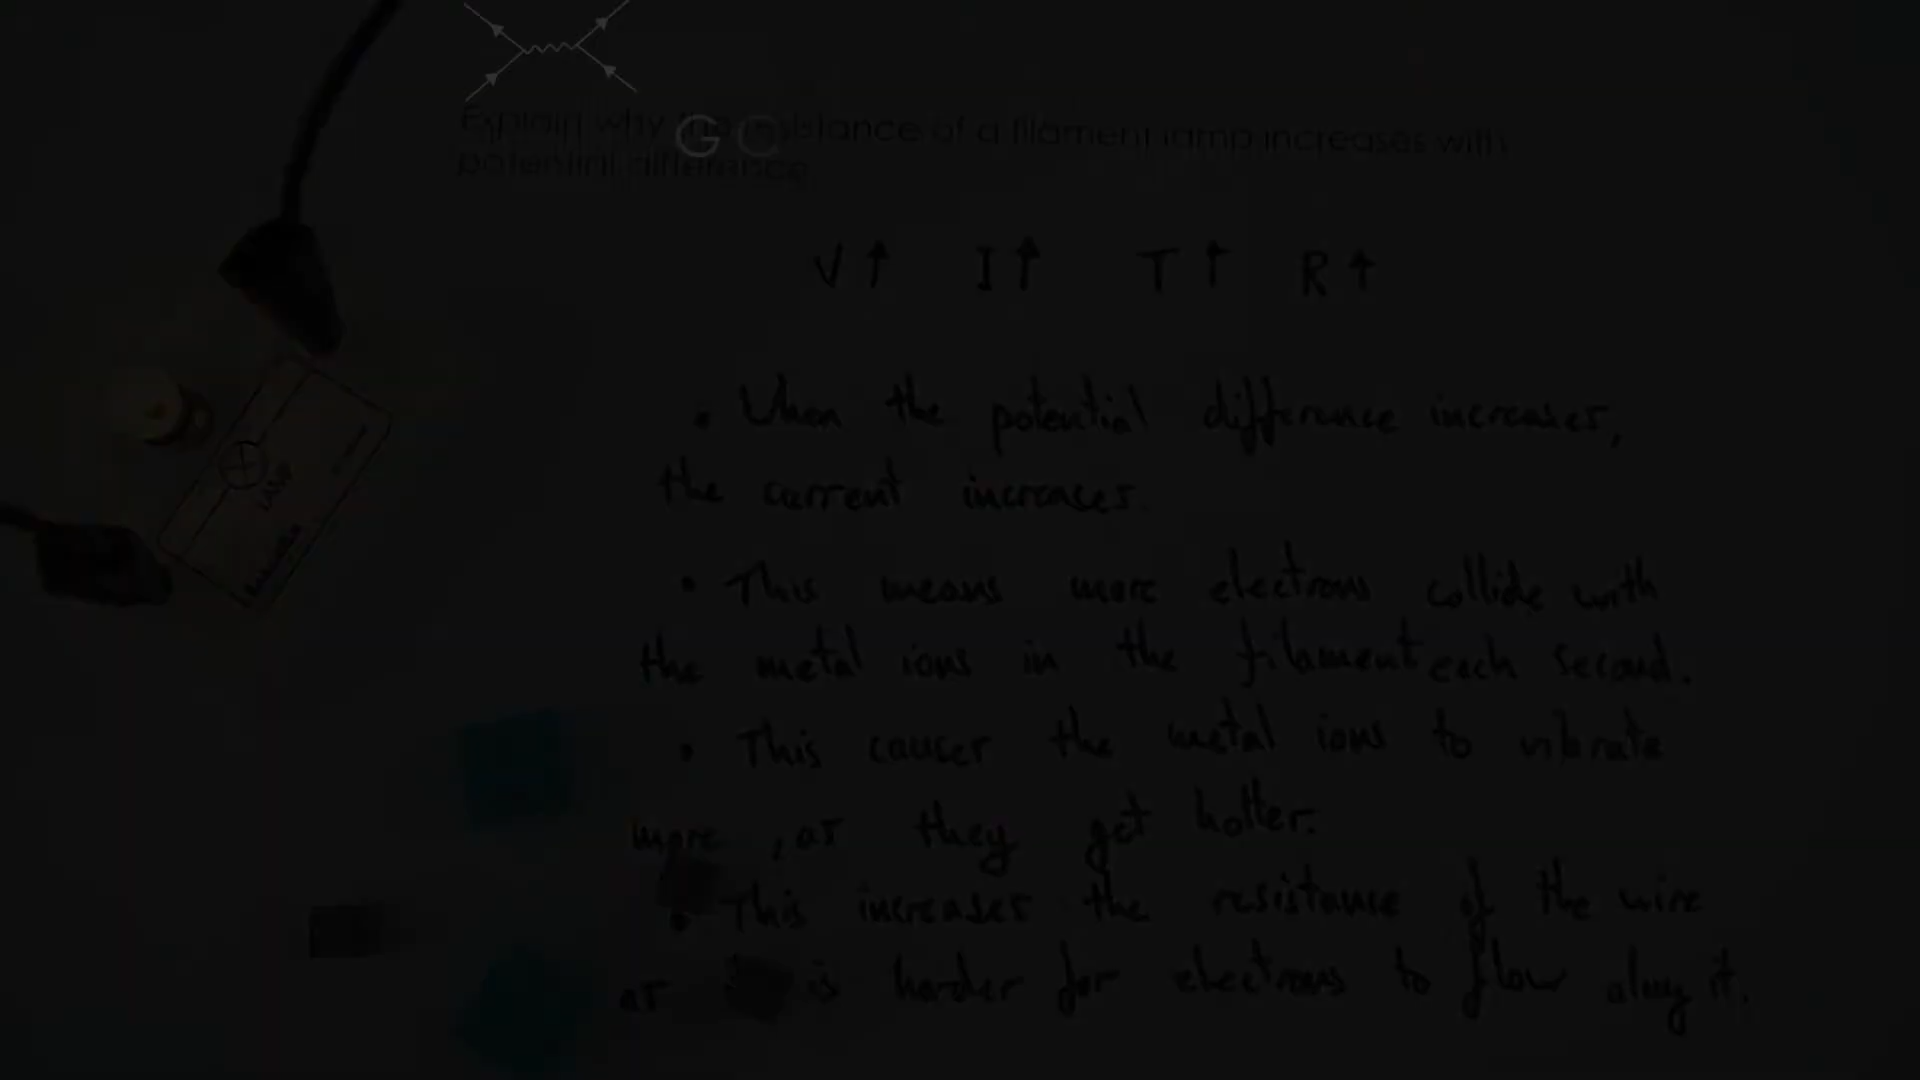 Explain why the resistance of a filament lamp increases with
potential difference
G
V↑ I↑ T↑ R↑
• When the potential difference increases,
the current increases.
• This means more electrons collide with
the metal ions in the filament each second.
• This causes the metal ions to vibrate
more, as they get hotter.
• This increases the resistance of the wire
as is harder for electrons to flow along it.